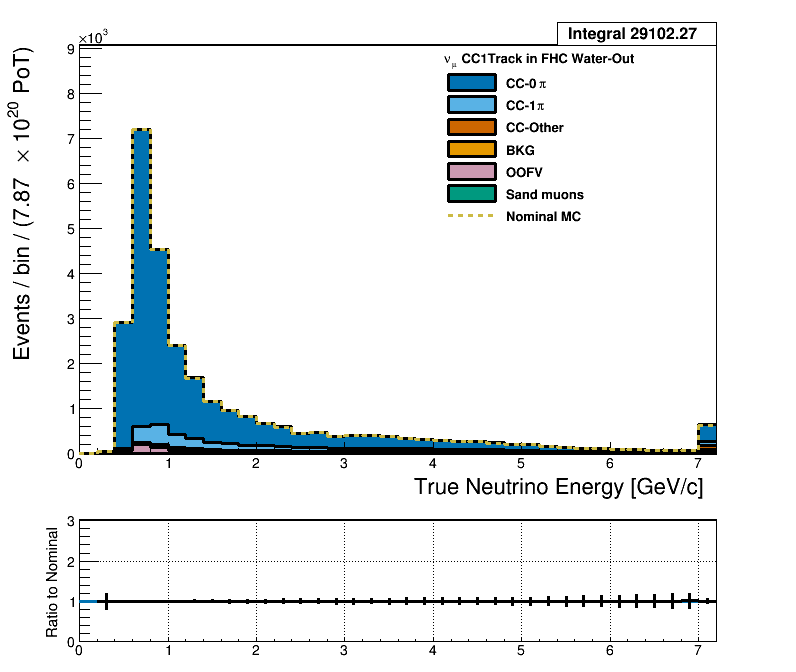 Integral 29102.27
×10³
Events / bin / (7.87 × 10²⁰ PoT)
9
8
7
6
5
4
3
2
1
0
ν_μ CC1Track in FHC Water-Out
CC-0 π
CC-1π
CC-Other
BKG
OOFV
Sand muons
Nominal MC
0 1 2 3 4 5 6 7
True Neutrino Energy [GeV/c]
Ratio to Nominal
3
2
1
0
0 1 2 3 4 5 6 7